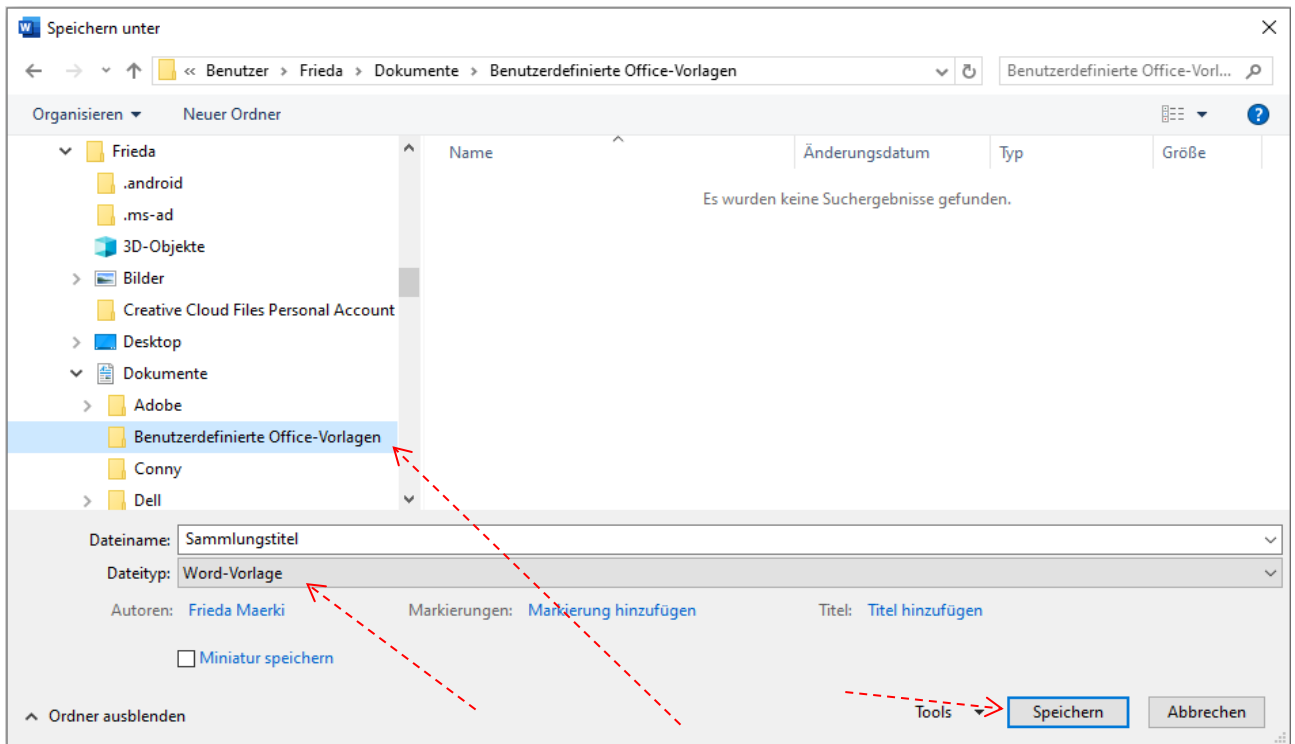 Speichern unter
« Benutzer > Frieda > Dokumente > Benutzerdefinierte Office-Vorlagen
Benutzerdefinierte Office-Vorl...
Organisieren Neuer Ordner
Frieda
.android
.ms-ad
3D-Objekte
Bilder
Creative Cloud Files Personal Account
Desktop
Dokumente
Adobe
Benutzerdefinierte Office-Vorlagen
Conny
Dell
Name Änderungsdatum Typ Größe
Es wurden keine Suchergebnisse gefunden.
Dateiname: Sammlungstitel
Dateityp: Word-Vorlage
Autoren: Frieda Maerki Markierungen: Markierung hinzufügen Titel: Titel hinzufügen
Miniatur speichern
Ordner ausblenden Tools Speichern Abbrechen